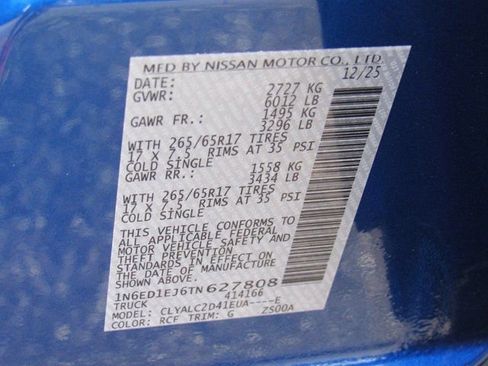 MFD BY NISSAN MOTOR CO., LTD.
DATE: 12/25
GVWR: 2727 KG
6012 LB
GAWR FR.: 1495 KG
3296 LB
WITH 265/65R17 TIRES
17 X 7.5 RIMS AT 35 PSI
COLD SINGLE
GAWR RR.: 1558 KG
3434 LB
WITH 265/65R17 TIRES
17 X 7.5 RIMS AT 35 PSI
COLD SINGLE
THIS VEHICLE CONFORMS TO
ALL APPLICABLE FEDERAL
MOTOR VEHICLE SAFETY AND
THEFT PREVENTION
STANDARDS IN EFFECT ON
THE DATE OF MANUFACTURE
1N6ED1EJ6TN627808
TRUCK 414166
MODEL: CLYALC2D41EUA----E
COLOR: RCF TRIM: G ZS00A